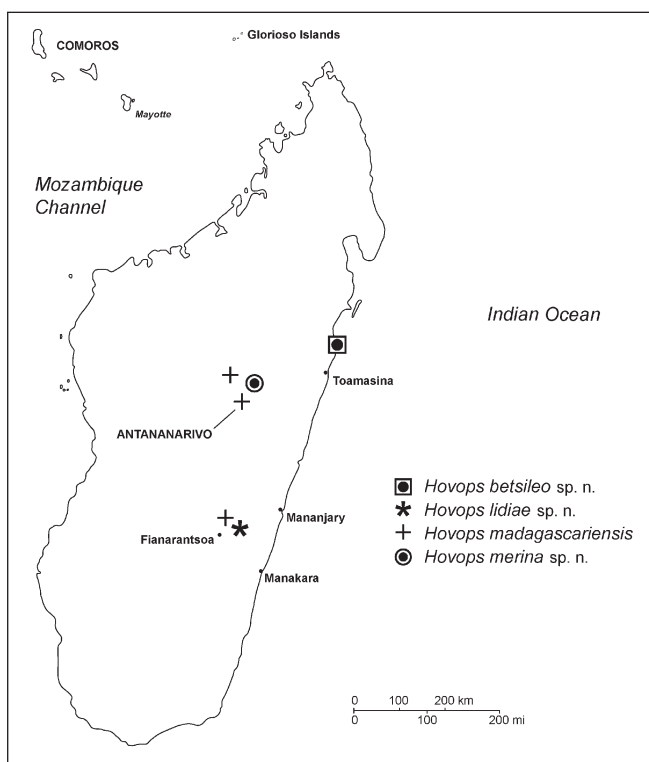 COMOROS
Glorioso Islands
Mayotte
Mozambique
Channel
Indian Ocean
Toamasina
ANTANANARIVO
Hovops betsileo sp. n.
Hovops lidiae sp. n.
Hovops madagascariensis
Hovops merina sp. n.
Mananjary
Fianarantsoa
Manakara
0 100 200 km
0 100 200 mi